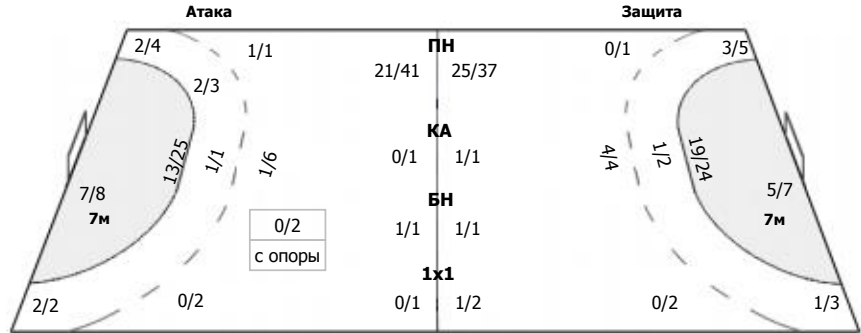 Атака Защита
2/4 1/1 ПН 0/1 3/5
2/3 21/41 25/37
КА
13/25 1/1 1/6 0/1 1/1 4/4 1/2 19/24
7/8 БН 5/7
7м 7м
0/2 1/1 1/1
с опоры
1x1
2/2 0/2 0/1 1/2 0/2 1/3